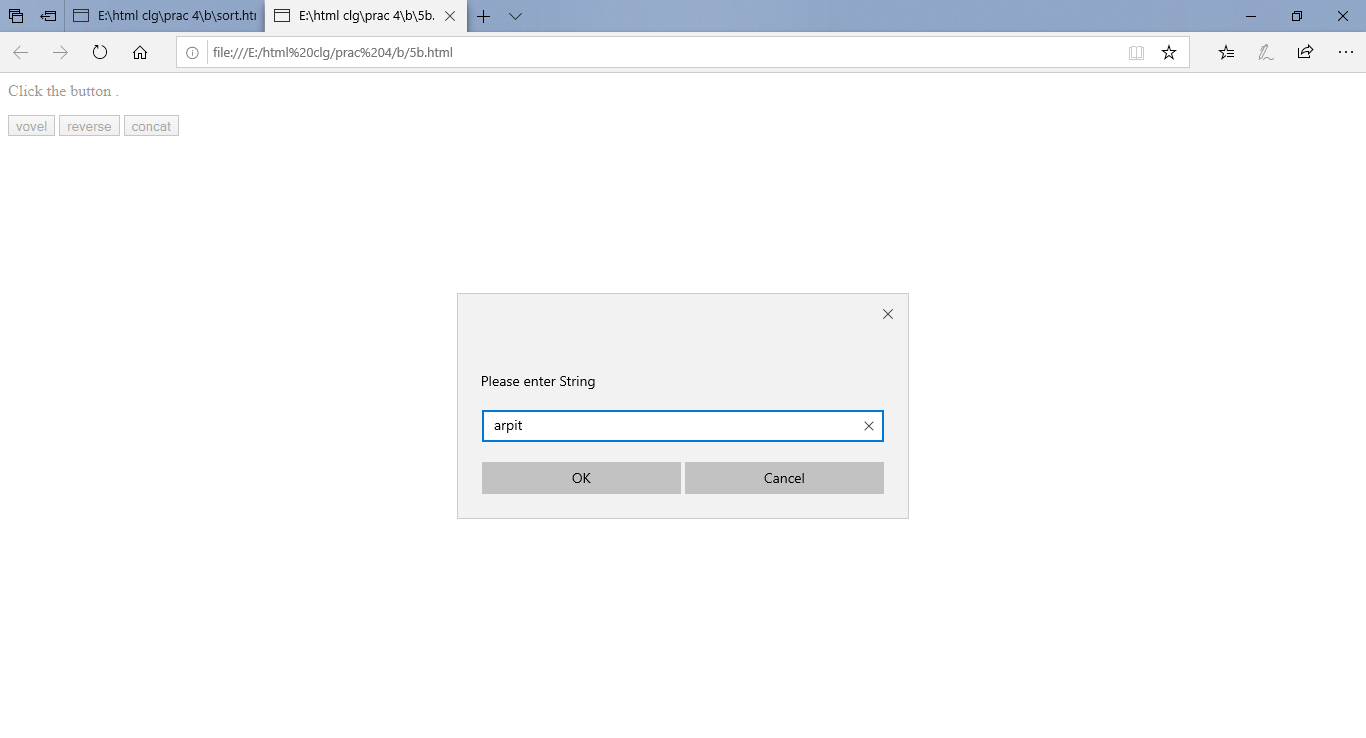 E:\html clg\prac 4\b\sort.htm
E:\html clg\prac 4\b\5b.
file:///E:/html%20clg/prac%204/b/5b.html
Click the button .
vovel reverse concat
Please enter String
arpit
OK Cancel